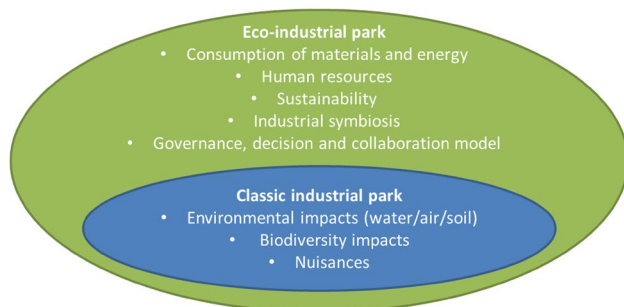 Eco-industrial park
• Consumption of materials and energy
• Human resources
• Sustainability
• Industrial symbiosis
• Governance, decision and collaboration model
Classic industrial park
• Environmental impacts (water/air/soil)
• Biodiversity impacts
• Nuisances